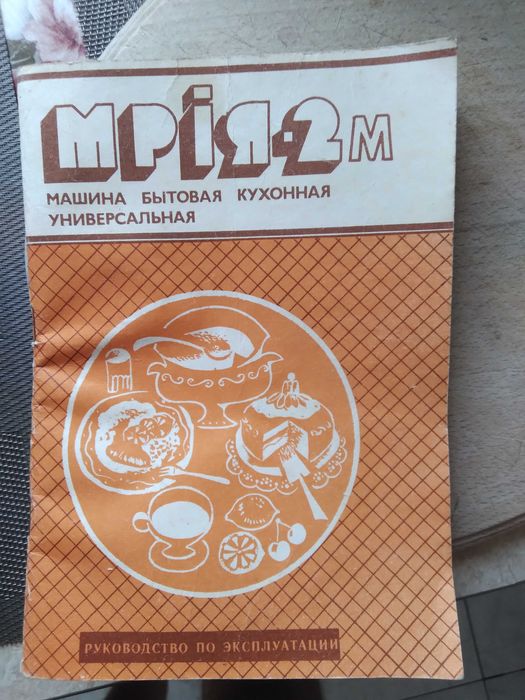 МРІЯ-2М
МАШИНА БЫТОВАЯ КУХОННАЯ
УНИВЕРСАЛЬНАЯ
РУКОВОДСТВО ПО ЭКСПЛУАТАЦИИ